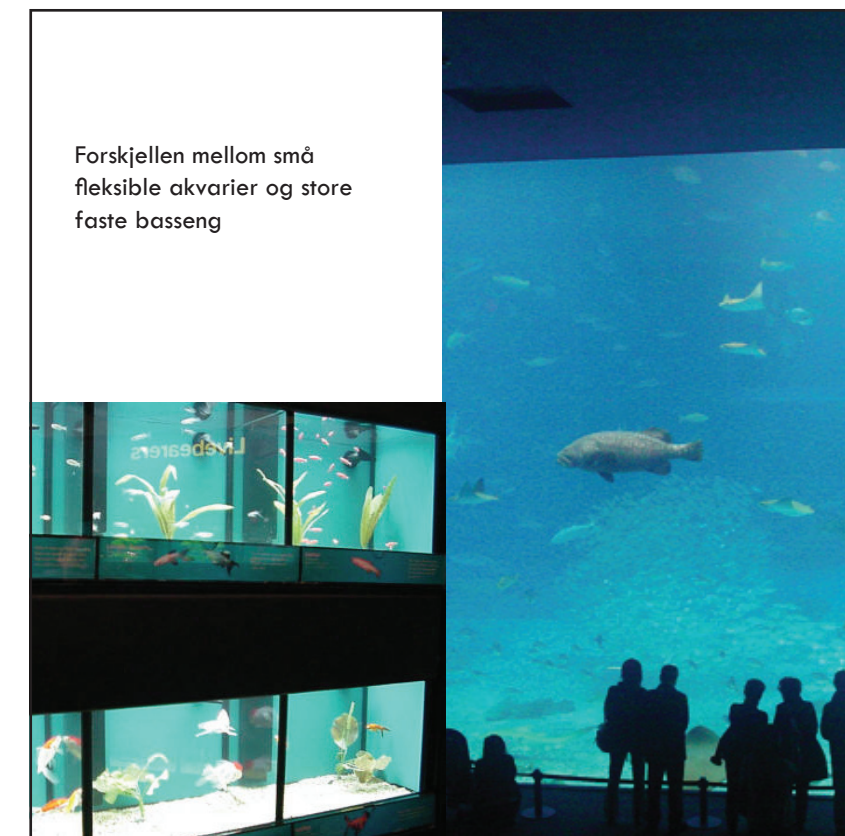 Forskjellen mellom små
fleksible akvarier og store
faste basseng
Livebearers